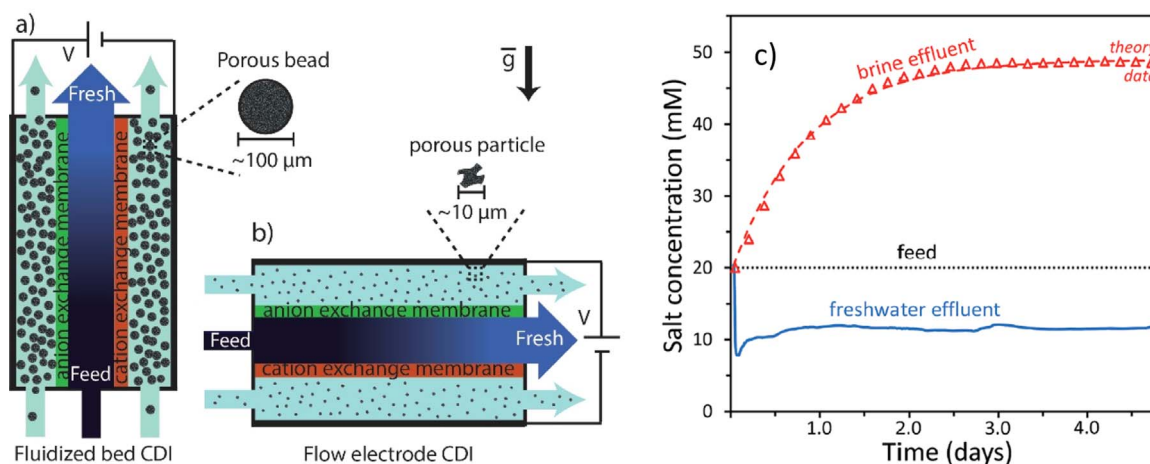 a)
V
Fresh
anion exchange membrane
cation exchange membrane
Feed
Fluidized bed CDI
Porous bead
~100 µm
g
porous particle
~10 µm
b)
anion exchange membrane
Feed
Fresh
cation exchange membrane
V
Flow electrode CDI
c)
Salt concentration (mM)
50
40
30
20
10
0
brine effluent
theory
data
feed
freshwater effluent
1.0
2.0
3.0
4.0
Time (days)